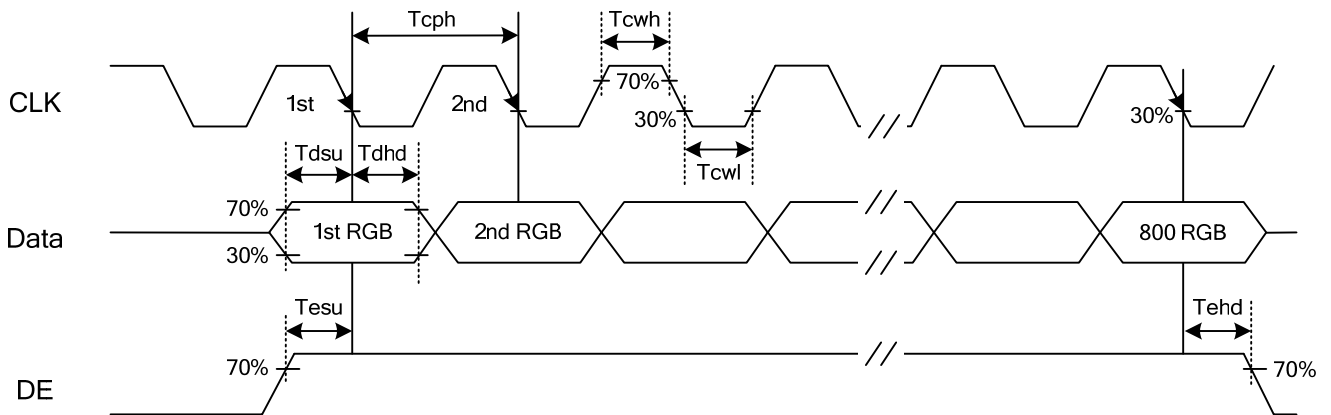 Tcph
Tcwh
CLK
1st
2nd
70%
30%
30%
Tcwl
Tdsu
Tdhd
70%
Data
1st RGB
2nd RGB
800 RGB
30%
Tesu
Tehd
70%
70%
DE